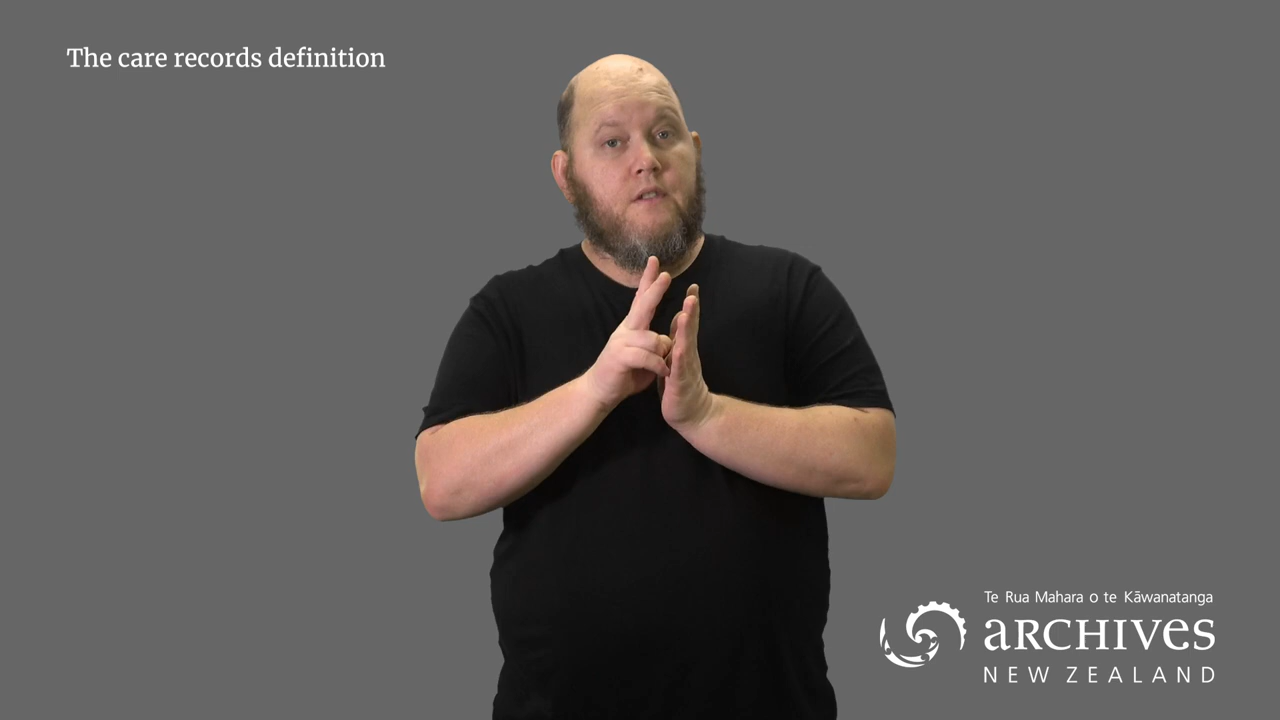 The care records definition
Te Rua Mahara o te Kāwanatanga
ARCHIVES
NEW ZEALAND